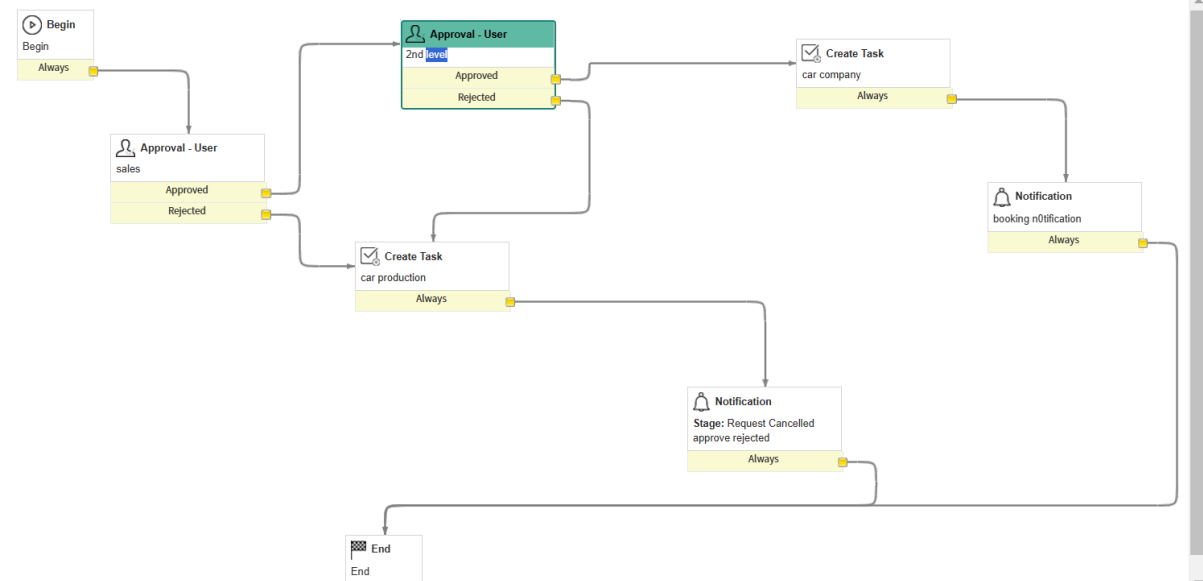 Begin
Begin
Always
Approval - User
sales
Approved
Rejected
Approval - User
2nd level
Approved
Rejected
Create Task
car company
Always
Notification
booking n0tification
Always
Create Task
car production
Always
Notification
Stage: Request Cancelled
approve rejected
Always
End
End